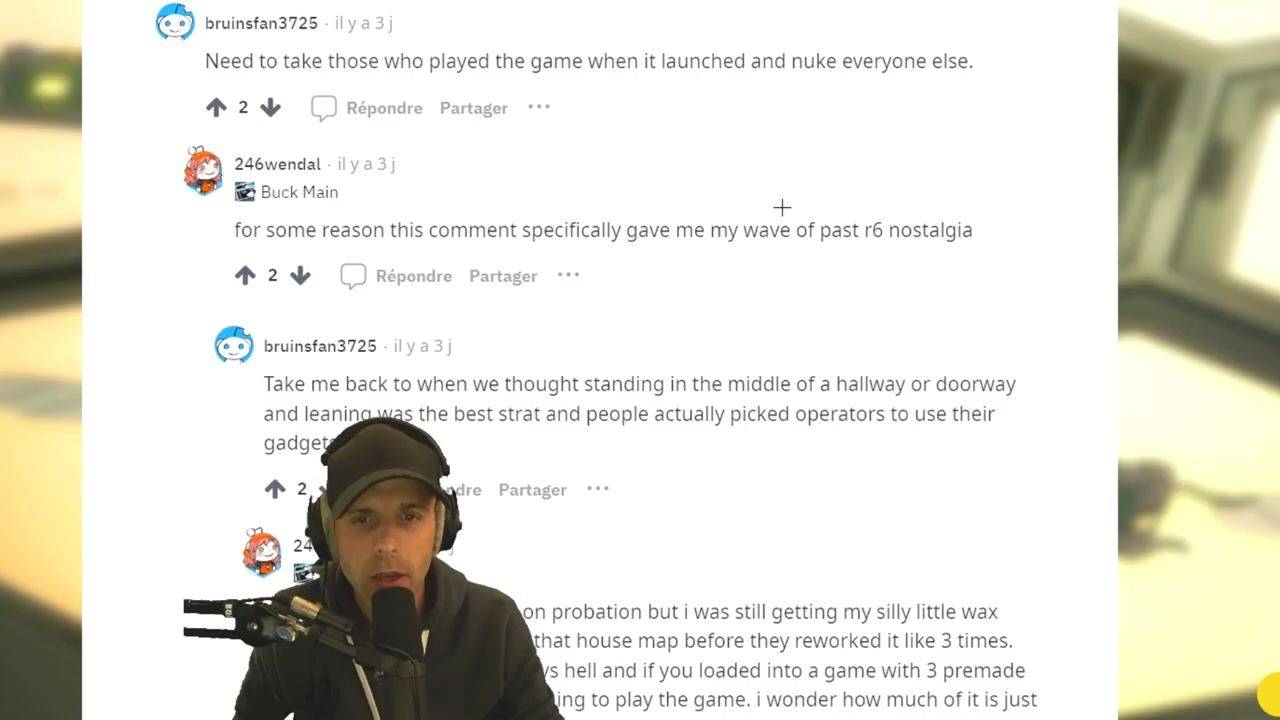 bruinsfan3725 · il y a 3 j
Need to take those who played the game when it launched and nuke everyone else.
2 Répondre Partager ···
246wendal · il y a 3 j
Buck Main
for some reason this comment specifically gave me my wave of past r6 nostalgia
2 Répondre Partager ···
bruinsfan3725 · il y a 3 j
Take me back to when we thought standing in the middle of a hallway or doorway
and leaning was the best strat and people actually picked operators to use their
gadgets
2 Partager ···
on probation but i was still getting my silly little wax
that house map before they reworked it like 3 times.
hell and if you loaded into a game with 3 premade
to play the game. i wonder how much of it is just